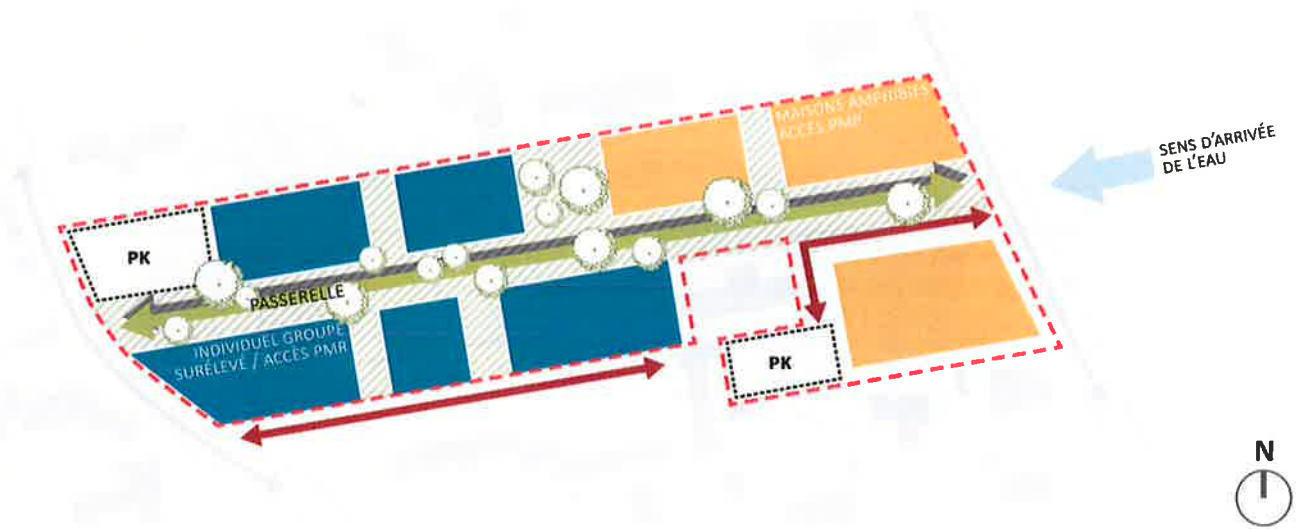 MAISONS AMPHIBIES
ACCÈS PMR
SENS D'ARRIVÉE
DE L'EAU
PK
PASSERELLE
INDIVIDUEL GROUPE
SURÉLEVÉ / ACCÈS PMR
PK
N